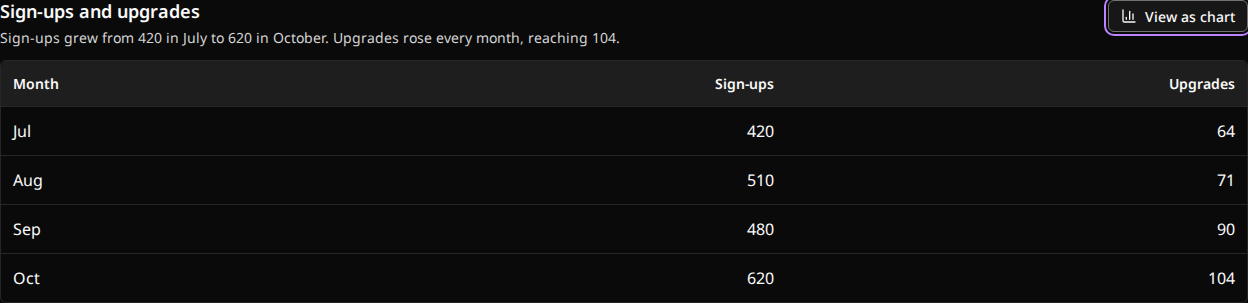 Sign-ups and upgrades
View as chart
Sign-ups grew from 420 in July to 620 in October. Upgrades rose every month, reaching 104.
Month Sign-ups Upgrades
Jul 420 64
Aug 510 71
Sep 480 90
Oct 620 104